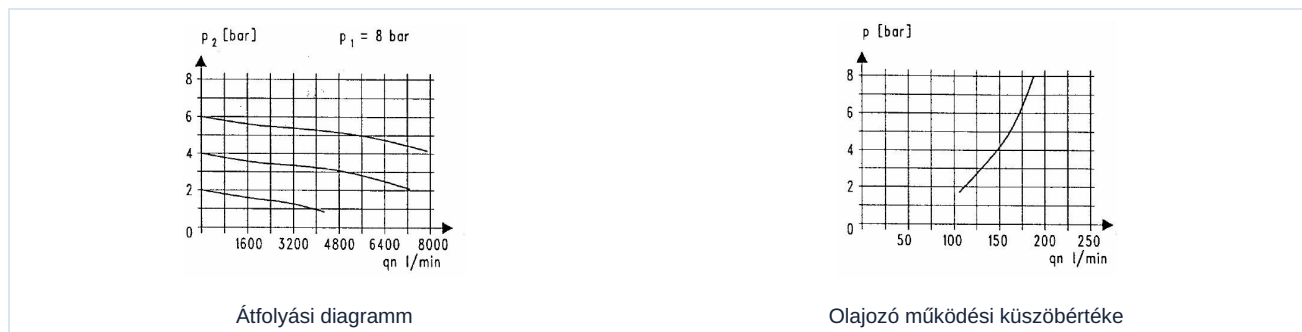 p2 [bar]
p1 = 8 bar
8
6
4
2
0
1600 3200 4800 6400 8000
qn l/min
Átfolyási diagramm
p [bar]
8
6
4
2
0
50 100 150 200 250
qn l/min
Olajozó működési küszöbértéke